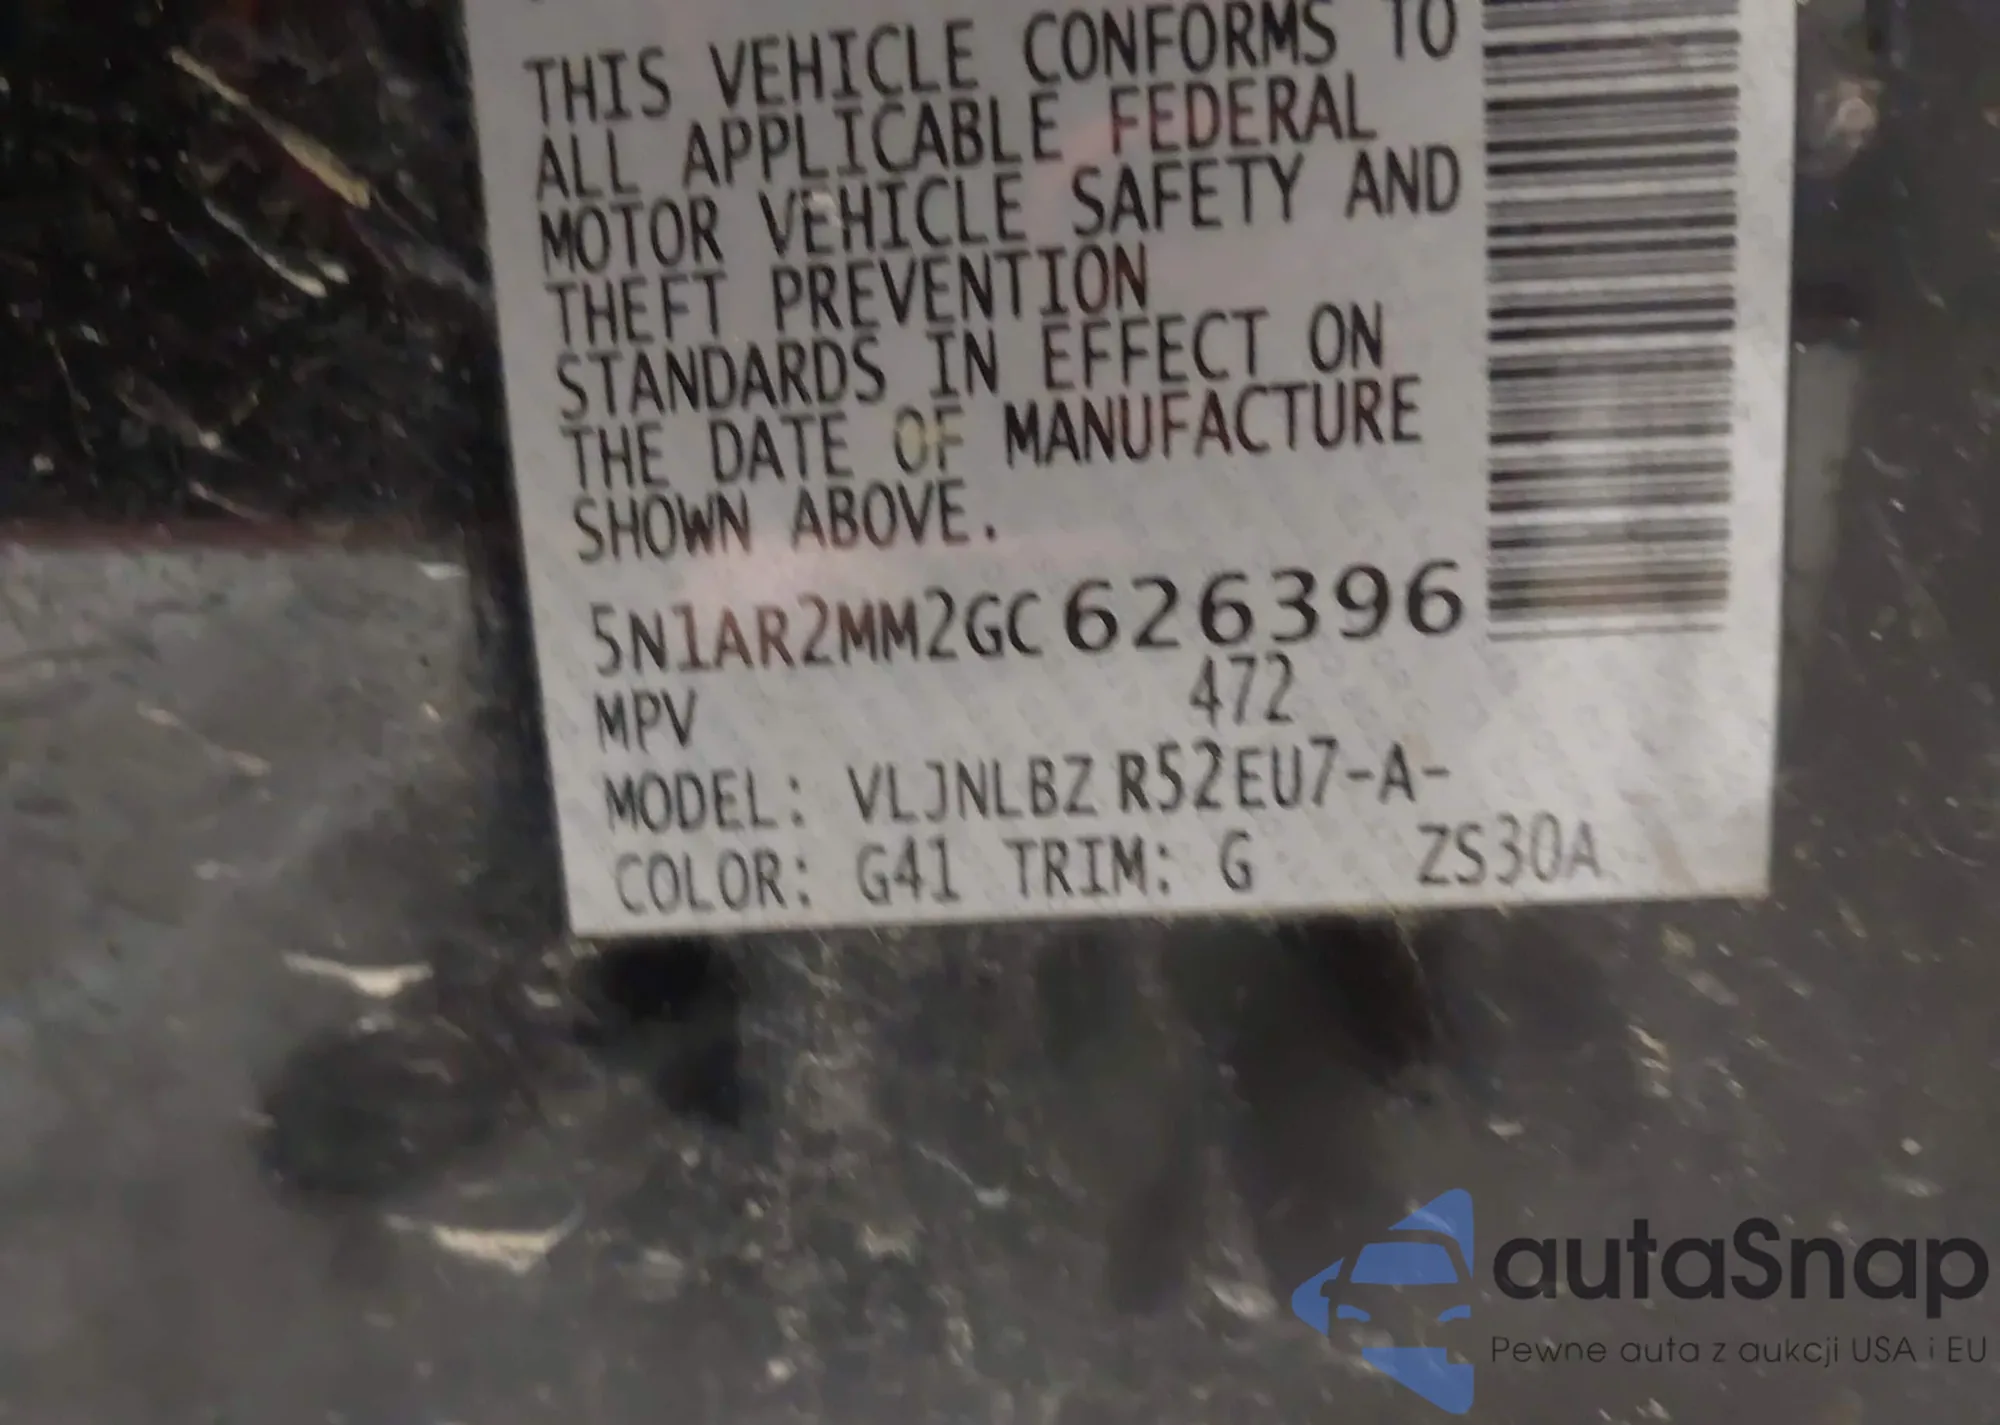 THIS VEHICLE CONFORMS TO
ALL APPLICABLE FEDERAL
MOTOR VEHICLE SAFETY AND
THEFT PREVENTION
STANDARDS IN EFFECT ON
THE DATE OF MANUFACTURE
SHOWN ABOVE.
5N1AR2MM2GC626396
MPV 472
MODEL: VLJNLBZ R52EU7-A-
COLOR: G41 TRIM: G ZS30A
autaSnap
Pewne auta z aukcji USA i EU